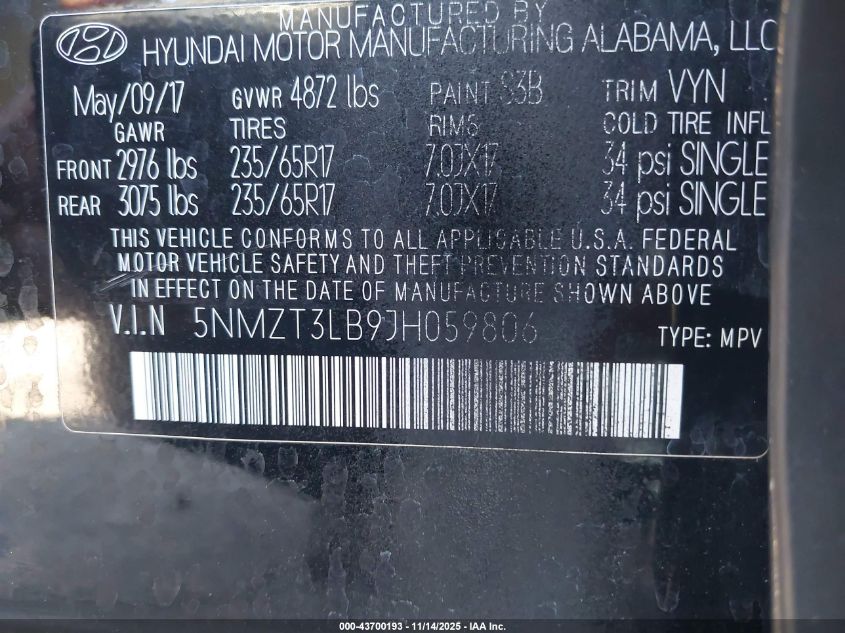 MANUFACTURED BY
HYUNDAI MOTOR MANUFACTURING ALABAMA, LLC
May/09/17 GVWR 4872 lbs PAINT S3B TRIM VYN
GAWR TIRES RIMS COLD TIRE INFL
FRONT 2976 lbs 235/65R17 7.0JX17 34 psi SINGLE
REAR 3075 lbs 235/65R17 7.0JX17 34 psi SINGLE
THIS VEHICLE CONFORMS TO ALL APPLICABLE U.S.A. FEDERAL
MOTOR VEHICLE SAFETY AND THEFT PREVENTION STANDARDS
IN EFFECT ON THE DATE OF MANUFACTURE SHOWN ABOVE
V.I.N 5NMZT3LB9JH059806 TYPE: MPV
000-43700193 - 11/14/2025 - IAA Inc.